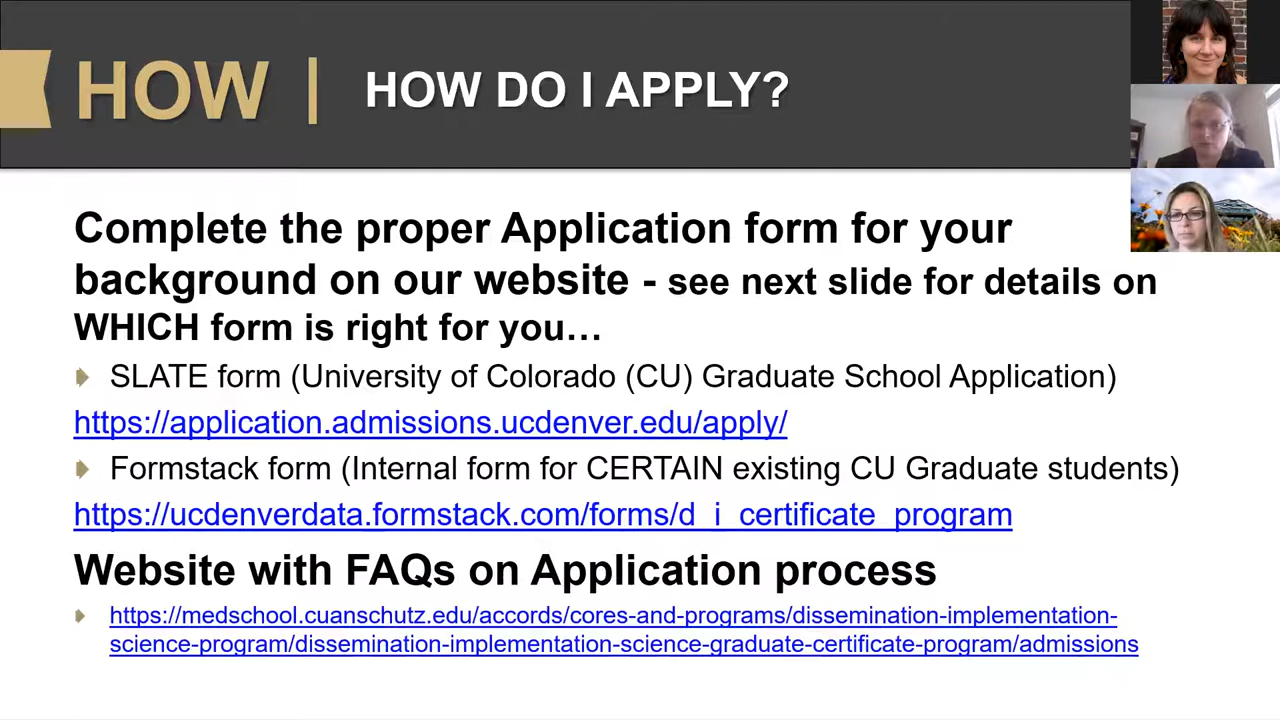 HOW | HOW DO I APPLY?
Complete the proper Application form for your
background on our website - see next slide for details on
WHICH form is right for you…
SLATE form (University of Colorado (CU) Graduate School Application)
https://application.admissions.ucdenver.edu/apply/
Formstack form (Internal form for CERTAIN existing CU Graduate students)
https://ucdenverdata.formstack.com/forms/d_i_certificate_program
Website with FAQs on Application process
https://medschool.cuanschutz.edu/accords/cores-and-programs/dissemination-implementation-
science-program/dissemination-implementation-science-graduate-certificate-program/admissions